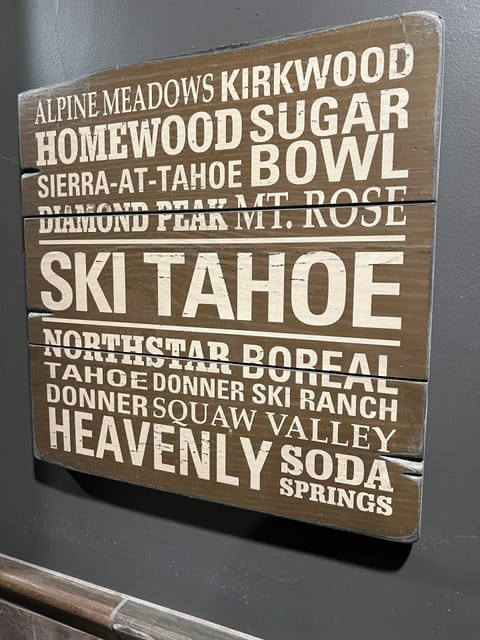 ALPINE MEADOWS KIRKWOOD
HOMEWOOD SUGAR
SIERRA-AT-TAHOE BOWL
DIAMOND PEAK MT. ROSE
SKI TAHOE
NORTHSTAR BOREAL
TAHOE DONNER SKI RANCH
DONNER SQUAW VALLEY
HEAVENLY SODA
SPRINGS